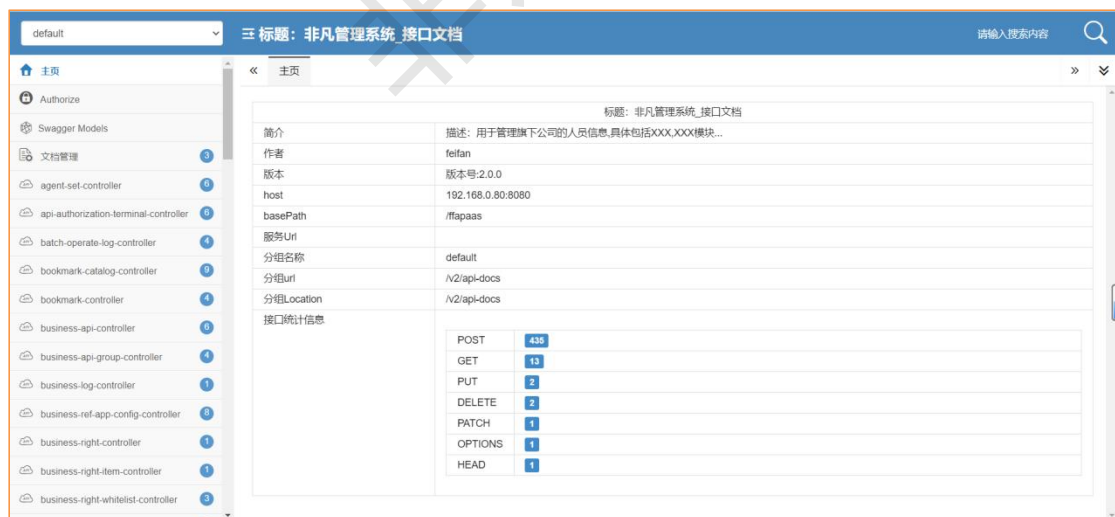 default
标题：非凡管理系统_接口文档
请输入搜索内容
主页
Authorize
Swagger Models
文档管理 3
agent-set-controller 6
api-authorization-terminal-controller 6
batch-operate-log-controller 4
bookmark-catalog-controller 9
bookmark-controller 4
business-api-controller 6
business-api-group-controller 4
business-log-controller 1
business-ref-app-config-controller 8
business-right-controller 1
business-right-item-controller 1
business-right-whitelist-controller 3
主页
标题：非凡管理系统_接口文档
简介 描述：用于管理旗下公司的人员信息,具体包括XXX,XXX模块...
作者 feifan
版本 版本号:2.0.0
host 192.168.0.80:8080
basePath /ffapaas
服务Url
分组名称 default
分组url /v2/api-docs
分组Location /v2/api-docs
接口统计信息
POST 435
GET 13
PUT 2
DELETE 2
PATCH 1
OPTIONS 1
HEAD 1